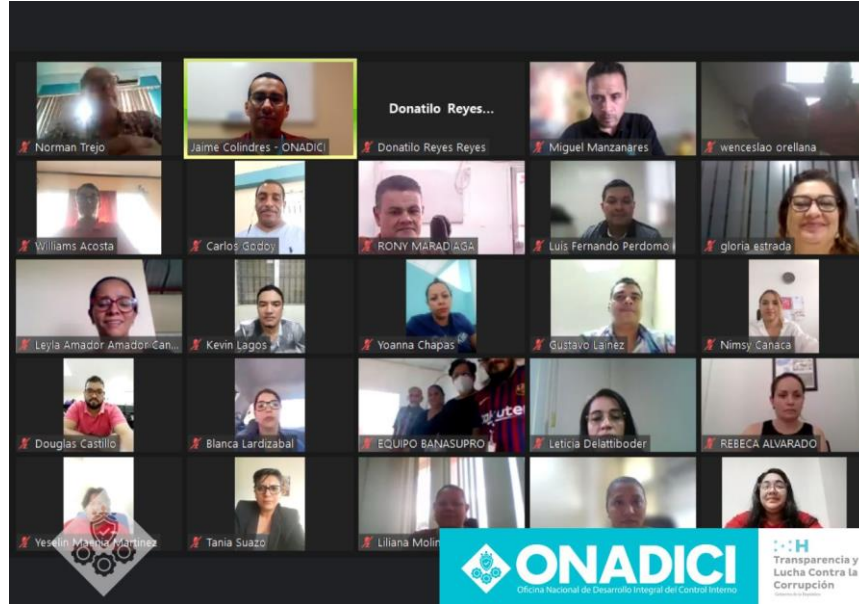 Donatilo Reyes...
Norman Trejo
Jaime Colindres - ONADICI
Donatilo Reyes Reyes
Miguel Manzanares
wenceslao orellana
Williams Acosta
Carlos Godoy
RONY MARADIAGA
Luis Fernando Perdomo
gloria estrada
Leyla Amador Amador Can...
Kevin Lagos
Yoanna Chapas
Gustavo Lainez
Nimsy Canaca
Douglas Castillo
Blanca Lardizabal
EQUIPO BANASUPRO
Leticia Delattiboder
REBECA ALVARADO
Yeselin Martinez
Tania Suazo
Liliana Molin
ONADICI
Oficina Nacional de Desarrollo Integral del Control Interno
H
Transparencia y
Lucha Contra la
Corrupción